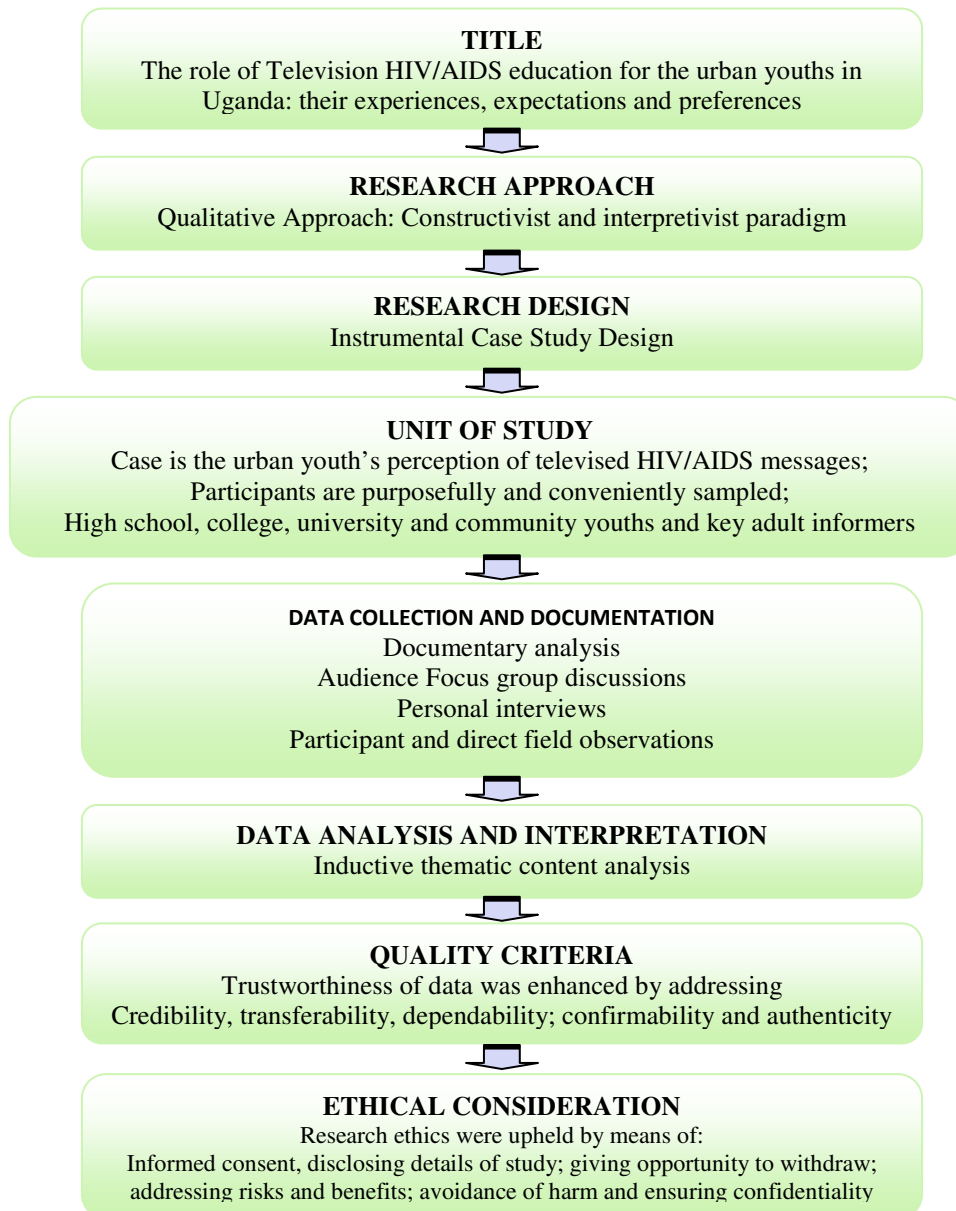 TITLE
The role of Television HIV/AIDS education for the urban youths in
Uganda: their experiences, expectations and preferences
RESEARCH APPROACH
Qualitative Approach: Constructivist and interpretivist paradigm
RESEARCH DESIGN
Instrumental Case Study Design
UNIT OF STUDY
Case is the urban youth's perception of televised HIV/AIDS messages;
Participants are purposefully and conveniently sampled;
High school, college, university and community youths and key adult informers
DATA COLLECTION AND DOCUMENTATION
Documentary analysis
Audience Focus group discussions
Personal interviews
Participant and direct field observations
DATA ANALYSIS AND INTERPRETATION
Inductive thematic content analysis
QUALITY CRITERIA
Trustworthiness of data was enhanced by addressing
Credibility, transferability, dependability; confirmability and authenticity
ETHICAL CONSIDERATION
Research ethics were upheld by means of:
Informed consent, disclosing details of study; giving opportunity to withdraw;
addressing risks and benefits; avoidance of harm and ensuring confidentiality